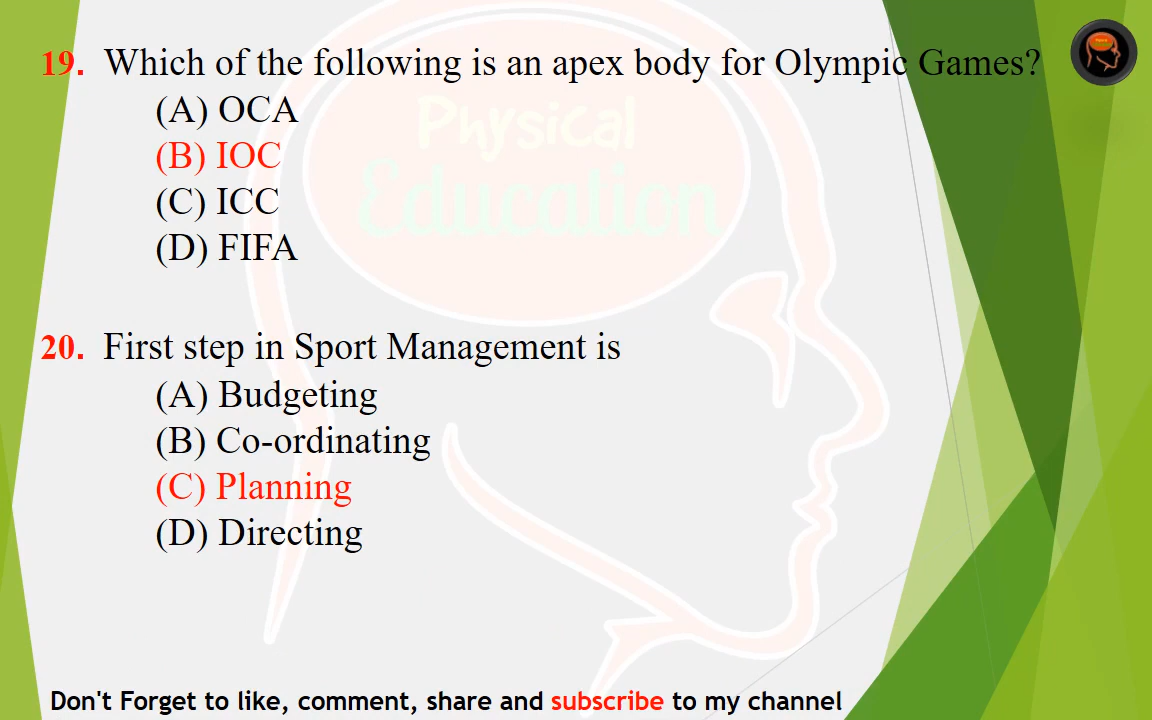 19. Which of the following is an apex body for Olympic Games?
(A) OCA
(B) IOC
(C) ICC
(D) FIFA
Physical
Education
20. First step in Sport Management is
(A) Budgeting
(B) Co-ordinating
(C) Planning
(D) Directing
Don't Forget to like, comment, share and subscribe to my channel